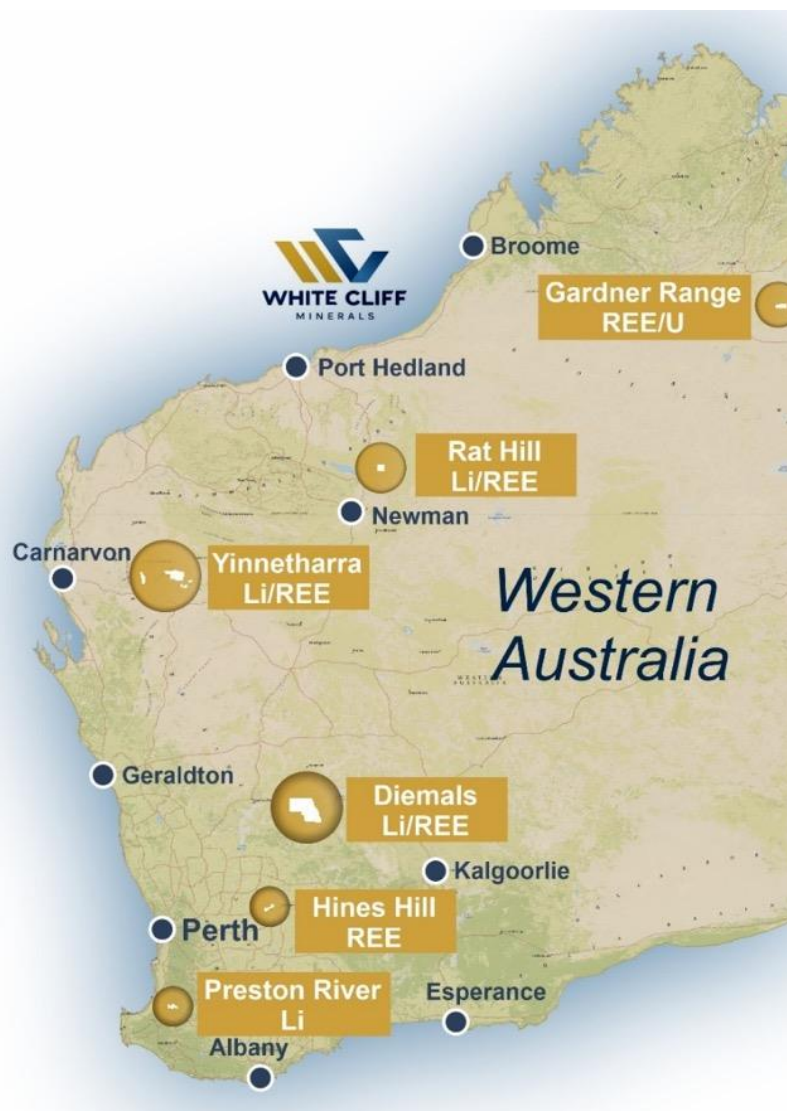 Broome
WHITE CLIFF
MINERALS
Gardner Range
REE/U
Port Hedland
Rat Hill
Li/REE
Newman
Carnarvon
Yinnetharra
Li/REE
Western
Australia
Geraldton
Diemals
Li/REE
Kalgoorlie
Hines Hill
REE
Perth
Preston River
Li
Esperance
Albany